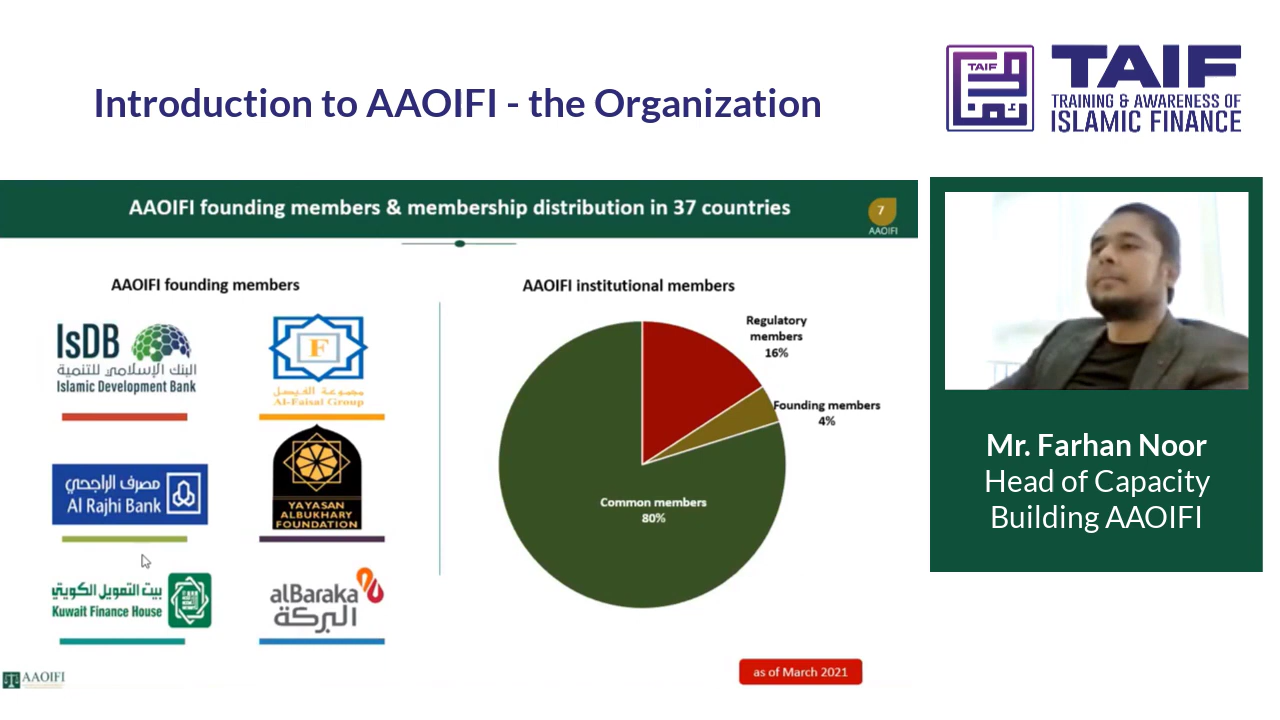 Introduction to AAOIFI - the Organization
TAIF
TAIF
TRAINING & AWARENESS OF
ISLAMIC FINANCE
AAOIFI founding members & membership distribution in 37 countries
7
AAOIFI
AAOIFI founding members
IsDB
البنك الإسلامي للتنمية
Islamic Development Bank
F
مجموعة الفيصل
Al-Faisal Group
مصرف الراجحي
Al Rajhi Bank
YAYASAN
ALBUKHARY
FOUNDATION
بيت التمويل الكويتي
Kuwait Finance House
alBaraka
البركة
AAOIFI institutional members
Regulatory
members
16%
Founding members
4%
Common members
80%
as of March 2021
AAOIFI
Mr. Farhan Noor
Head of Capacity
Building AAOIFI